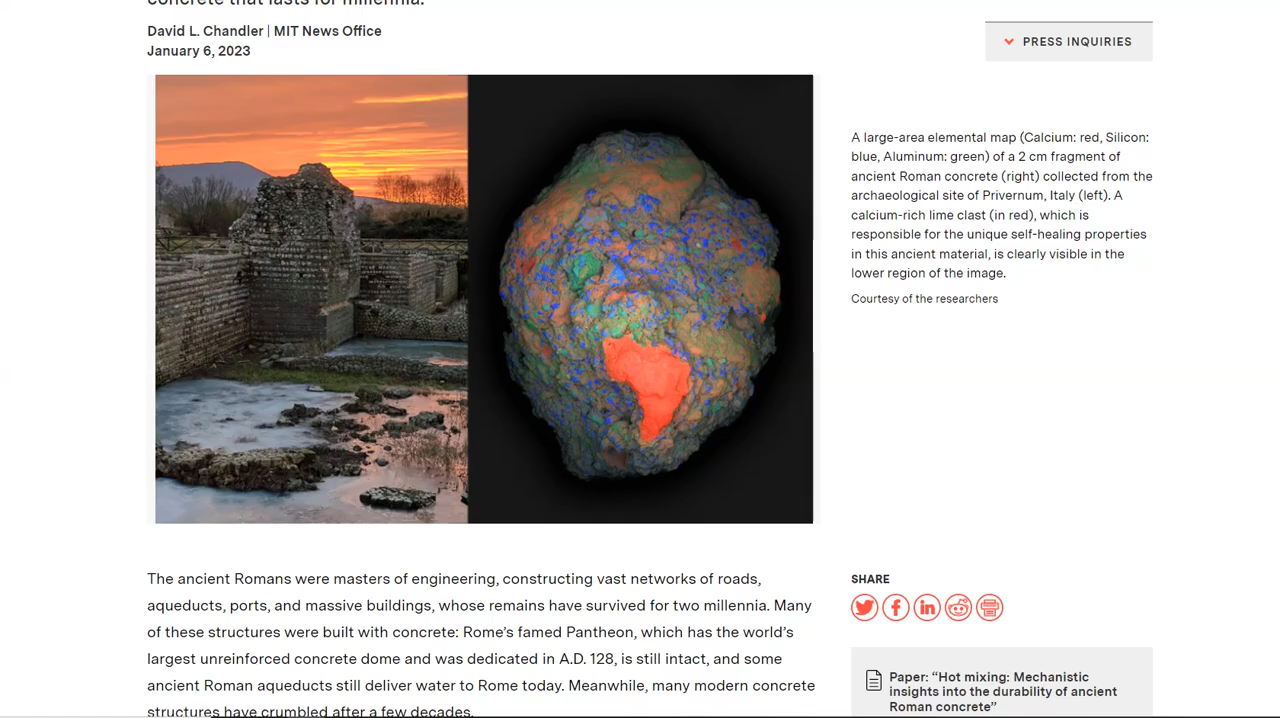 concrete that lasts for millennia.
David L. Chandler | MIT News Office
January 6, 2023
PRESS INQUIRIES
A large-area elemental map (Calcium: red, Silicon:
blue, Aluminum: green) of a 2 cm fragment of
ancient Roman concrete (right) collected from the
archaeological site of Privernum, Italy (left). A
calcium-rich lime clast (in red), which is
responsible for the unique self-healing properties
in this ancient material, is clearly visible in the
lower region of the image.
Courtesy of the researchers
The ancient Romans were masters of engineering, constructing vast networks of roads,
aqueducts, ports, and massive buildings, whose remains have survived for two millennia. Many
of these structures were built with concrete: Rome’s famed Pantheon, which has the world’s
largest unreinforced concrete dome and was dedicated in A.D. 128, is still intact, and some
ancient Roman aqueducts still deliver water to Rome today. Meanwhile, many modern concrete
structures have crumbled after a few decades.
SHARE
Paper: “Hot mixing: Mechanistic
insights into the durability of ancient
Roman concrete”